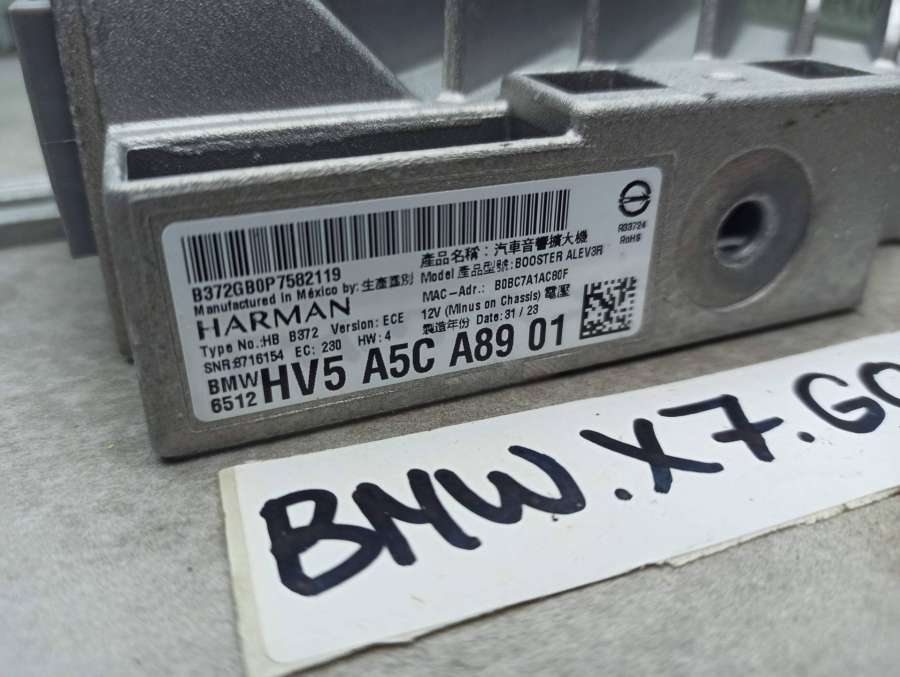 B372GB0P7582119
Manufactured in México by: 生產國別
HARMAN
Type No.:HB B372 Version: ECE
SNR:8716154 EC: 230 HW: 4
產品名稱：汽車音響擴大機
Model 產品型號：BOOSTER ALEV3R
MAC-Adr.: B0BC7A1AC80F
12V (Minus on Chassis) 電壓
製造年份 Date: 31 / 23
R33724
RoHS
BMW HV5 A5C A89 01
6512
BMW.X7.GO